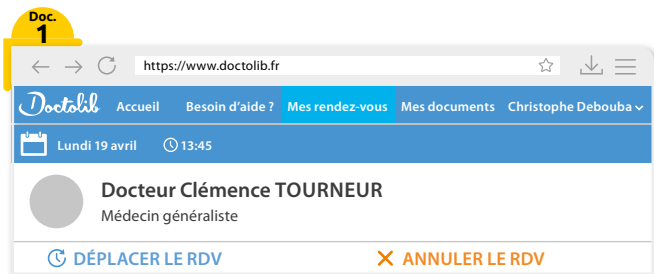 Doc.
1
https://www.doctolib.fr
Doctolib Accueil Besoin d'aide ? Mes rendez-vous Mes documents Christophe Debouba
Lundi 19 avril 13:45
Docteur Clémence TOURNEUR
Médecin généraliste
DÉPLACER LE RDV ANNULER LE RDV